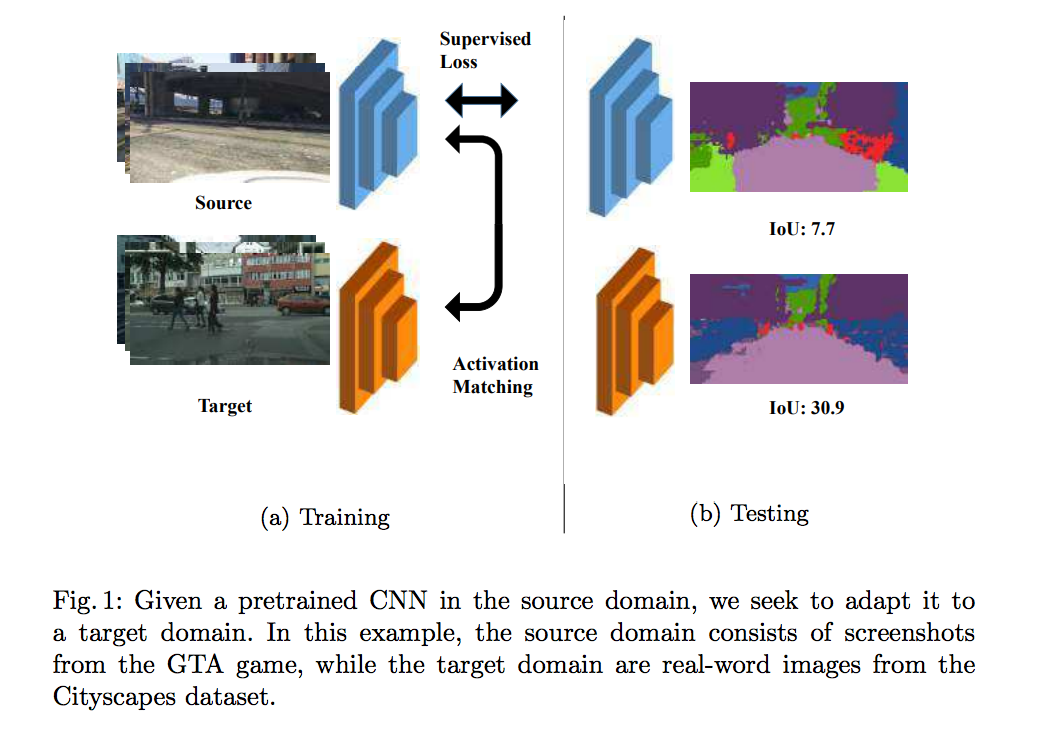 Supervised
Loss
Source
IoU: 7.7
Activation
Matching
Target
IoU: 30.9
(a) Training
(b) Testing
Fig. 1: Given a pretrained CNN in the source domain, we seek to adapt it to
a target domain. In this example, the source domain consists of screenshots
from the GTA game, while the target domain are real-word images from the
Cityscapes dataset.